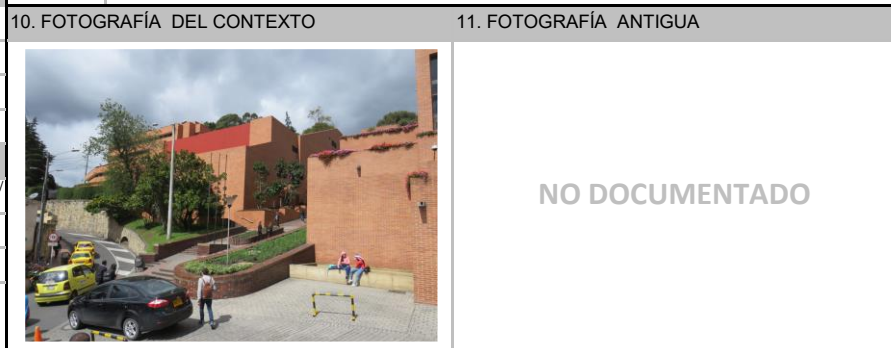 10. FOTOGRAFÍA DEL CONTEXTO
11. FOTOGRAFÍA ANTIGUA
NO DOCUMENTADO